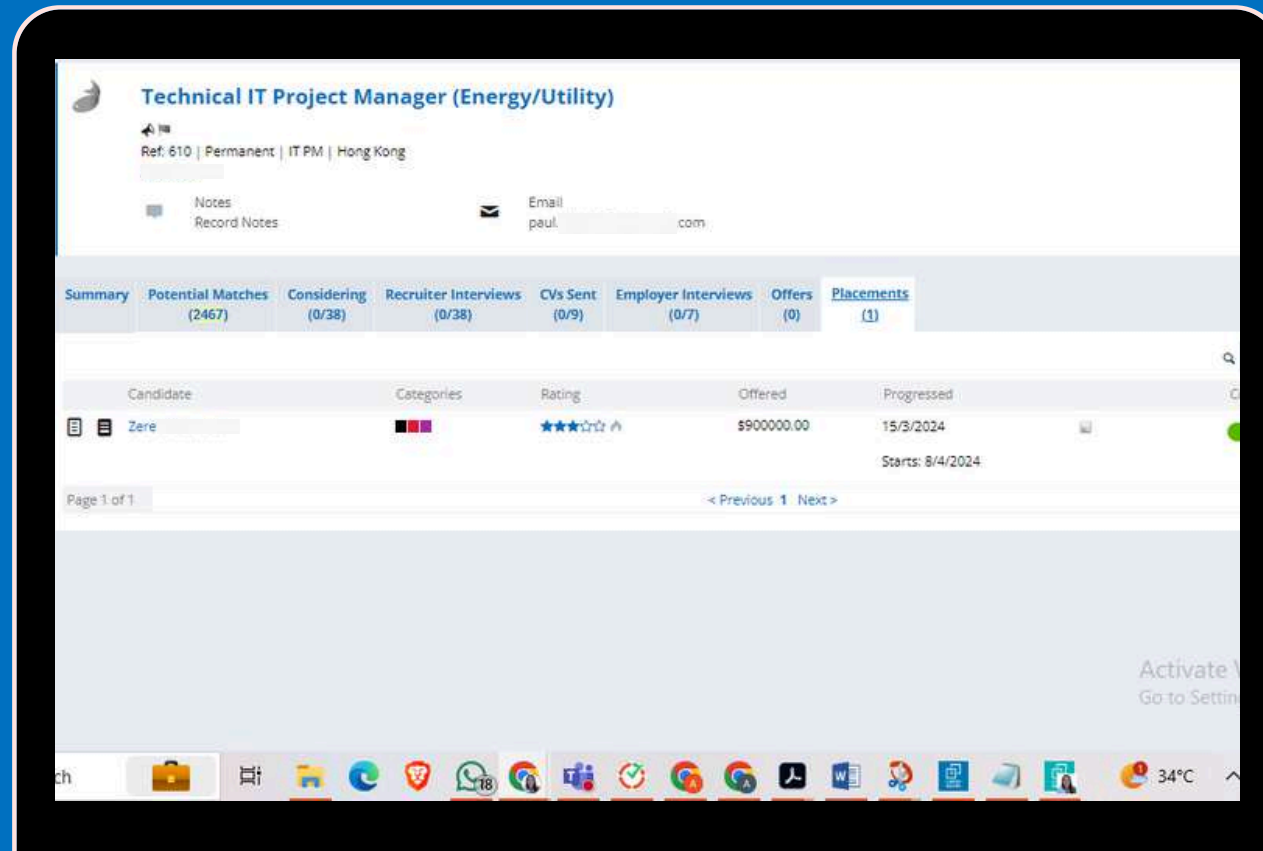 Technical IT Project Manager (Energy/Utility)
Ref: 610 | Permanent | IT PM | Hong Kong
Notes
Record Notes
Email
paul. com
Summary Potential Matches (2467) Considering (0/38) Recruiter Interviews (0/38) CVs Sent (0/9) Employer Interviews (0/7) Offers (0) Placements (1)
Candidate Categories Rating Offered Progressed
Zere $900000.00 15/3/2024
Starts: 8/4/2024
Page 1 of 1 < Previous 1 Next >
Activate
Go to Settin
ch 18 34°C